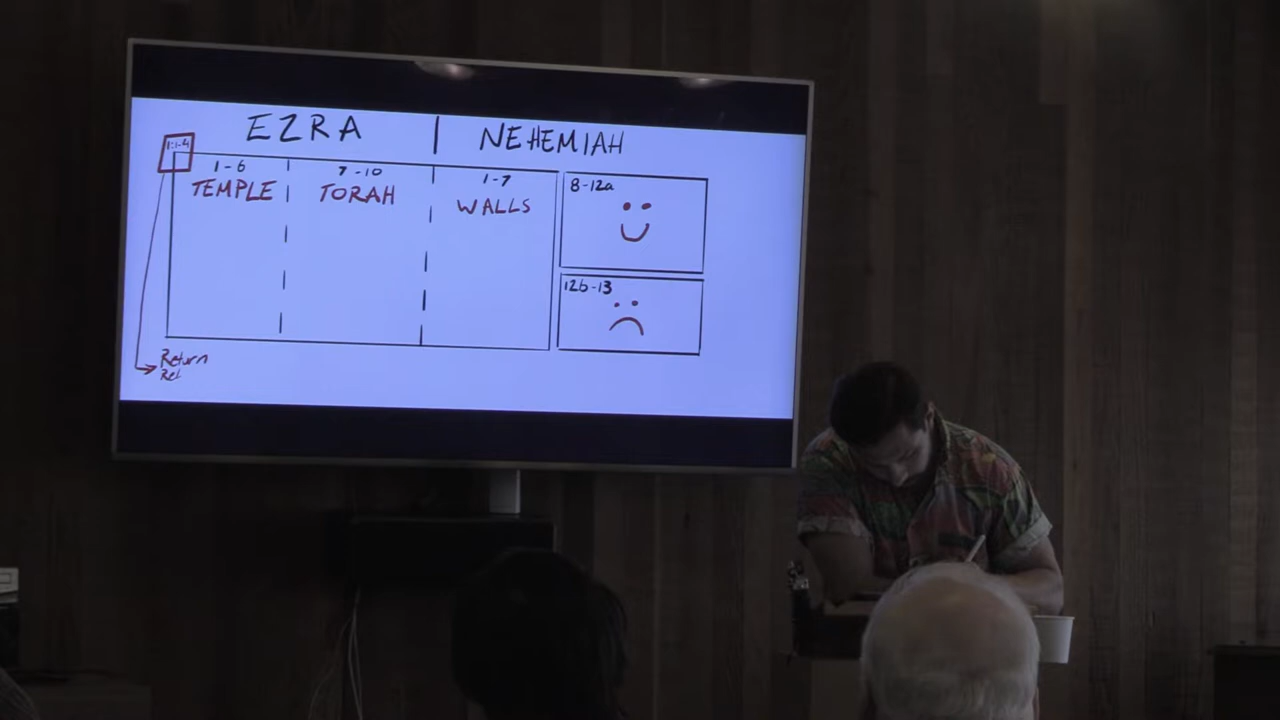 EZRA | NEHEMIAH
1:1-4
1-6
TEMPLE
7-10
TORAH
1-7
WALLS
8-12a
12b-13
Return
Ret